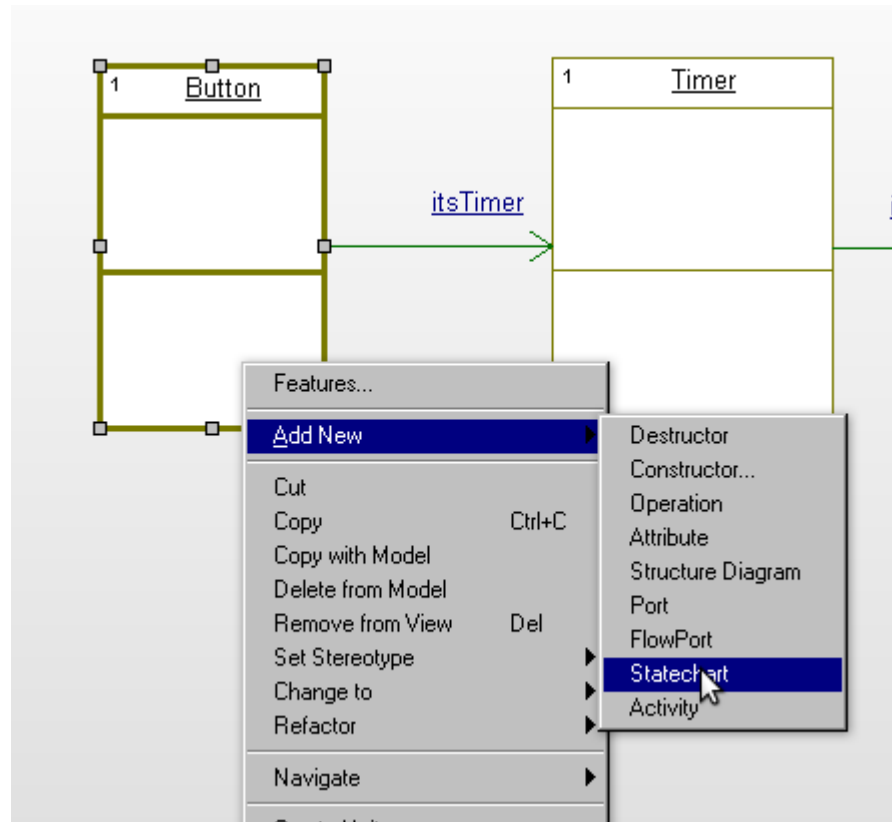 1 Button
1 Timer
itsTimer
Features...
Add New
Cut
Copy Ctrl+C
Copy with Model
Delete from Model
Remove from View Del
Set Stereotype
Change to
Refactor
Navigate
Destructor
Constructor...
Operation
Attribute
Structure Diagram
Port
FlowPort
Statechart
Activity